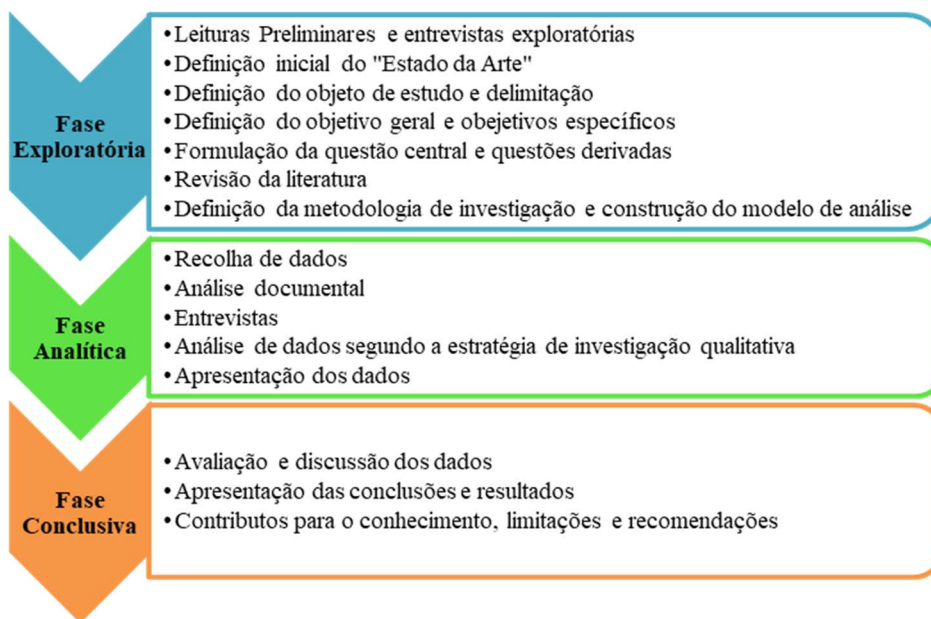 Fase
Exploratória
•Leituras Preliminares e entrevistas exploratórias
•Definição inicial do "Estado da Arte"
•Definição do objeto de estudo e delimitação
•Definição do objetivo geral e obejetivos específicos
•Formulação da questão central e questões derivadas
•Revisão da literatura
•Definição da metodologia de investigação e construção do modelo de análise
Fase
Analítica
•Recolha de dados
•Análise documental
•Entrevistas
•Análise de dados segundo a estratégia de investigação qualitativa
•Apresentação dos dados
Fase
Conclusiva
•Avaliação e discussão dos dados
•Apresentação das conclusões e resultados
•Contributos para o conhecimento, limitações e recomendações